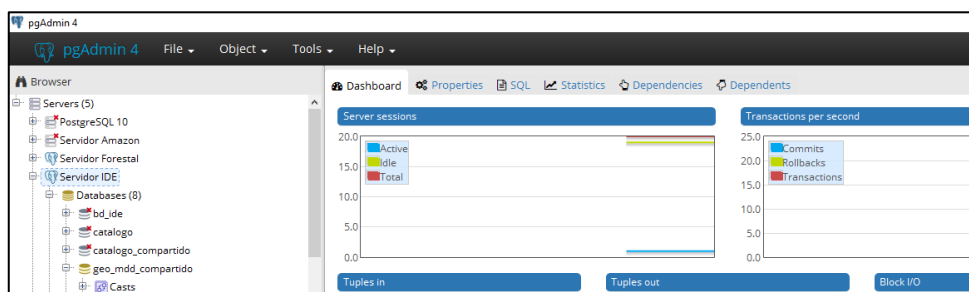 pgAdmin 4
pgAdmin 4 File Object Tools Help
Browser
Servers (5)
PostgreSQL 10
Servidor Amazon
Servidor Forestal
Servidor IDE
Databases (8)
bd_ide
catalogo
catalogo_compartido
geo_mdd_compartido
Casts
Dashboard Properties SQL Statistics Dependencies Dependents
Server sessions
20.0
15.0
10.0
5.0
0.0
Active
Idle
Total
Transactions per second
25.0
20.0
15.0
10.0
5.0
0.0
Commits
Rollbacks
Transactions
Tuples in
Tuples out
Block I/O